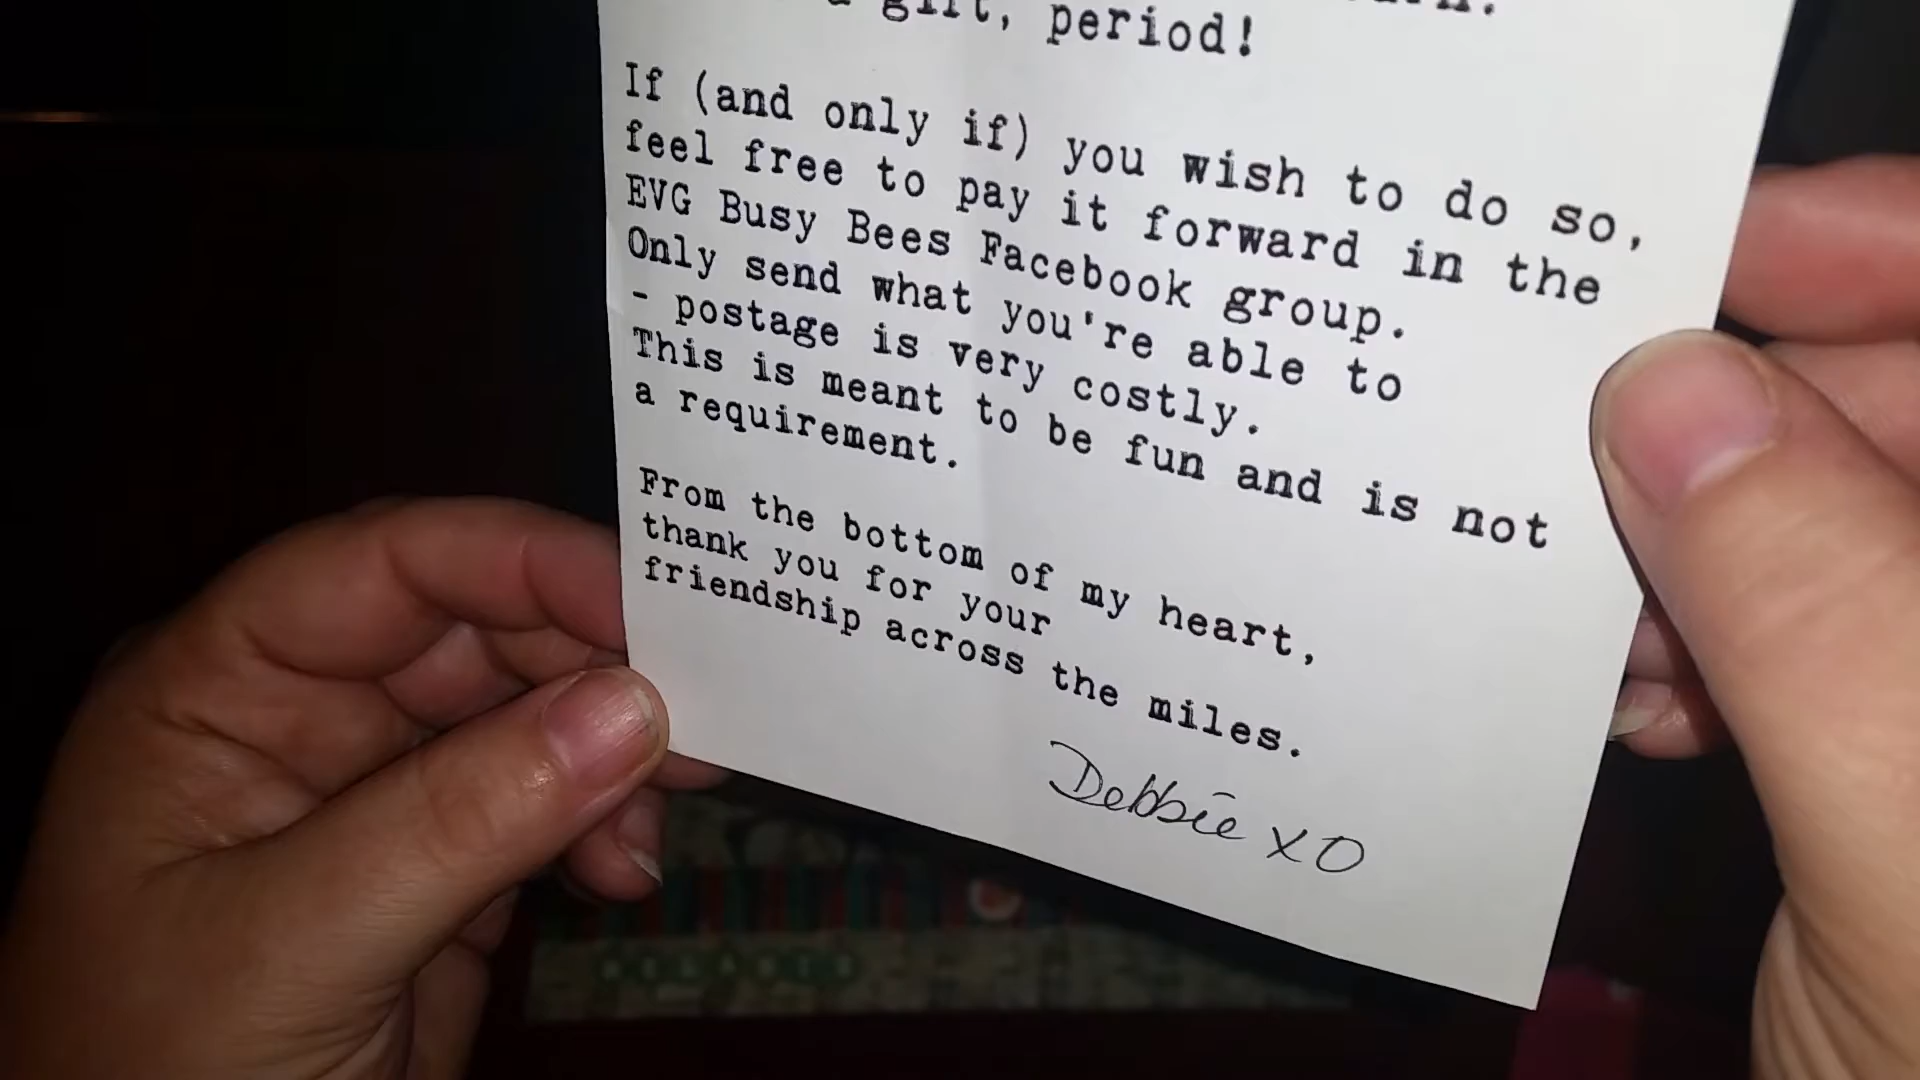 gift, period!
If (and only if) you wish to do so,
feel free to pay it forward in the
EVG Busy Bees Facebook group.
Only send what you're able to
- postage is very costly.
This is meant to be fun and is not
a requirement.
From the bottom of my heart,
thank you for your
friendship across the miles.
Debbie XO